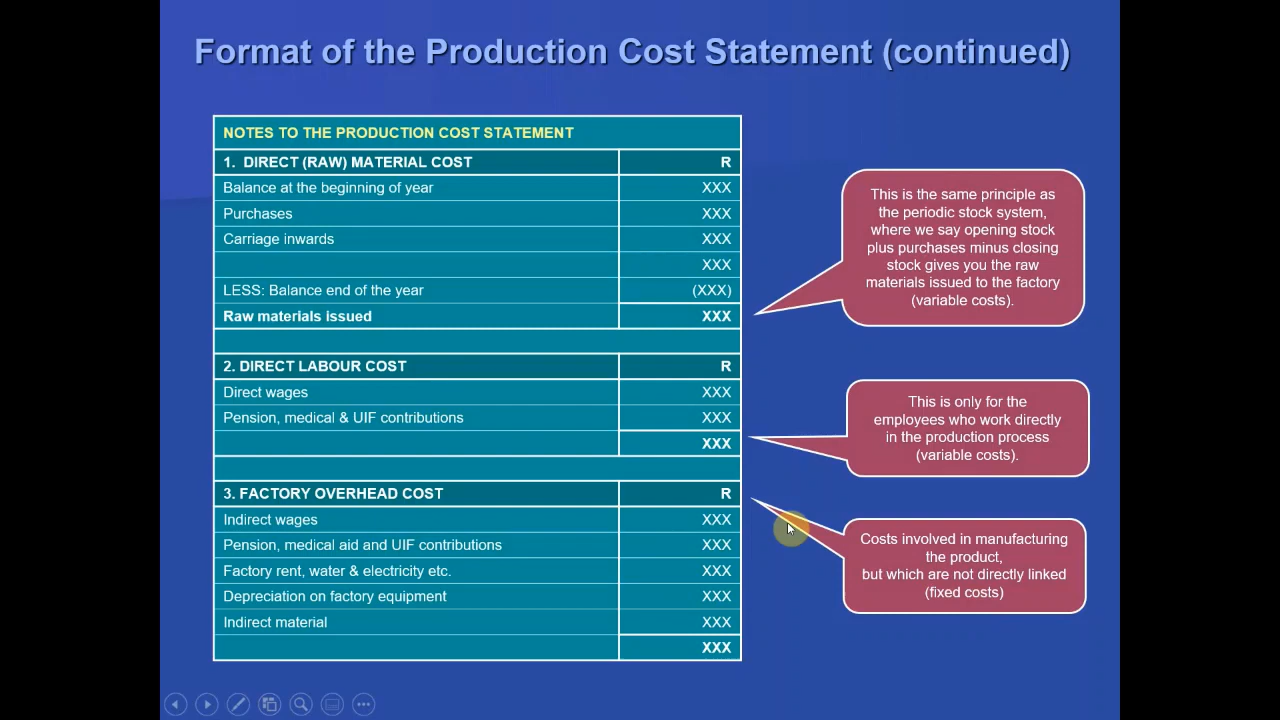 Format of the Production Cost Statement (continued)
NOTES TO THE PRODUCTION COST STATEMENT
1. DIRECT (RAW) MATERIAL COST R
Balance at the beginning of year XXX
Purchases XXX
Carriage inwards XXX
XXX
LESS: Balance end of the year (XXX)
Raw materials issued XXX
2. DIRECT LABOUR COST R
Direct wages XXX
Pension, medical & UIF contributions XXX
XXX
3. FACTORY OVERHEAD COST R
Indirect wages XXX
Pension, medical aid and UIF contributions XXX
Factory rent, water & electricity etc. XXX
Depreciation on factory equipment XXX
Indirect material XXX
XXX
This is the same principle as
the periodic stock system,
where we say opening stock
plus purchases minus closing
stock gives you the raw
materials issued to the factory
(variable costs).
This is only for the
employees who work directly
in the production process
(variable costs).
Costs involved in manufacturing
the product,
but which are not directly linked
(fixed costs)